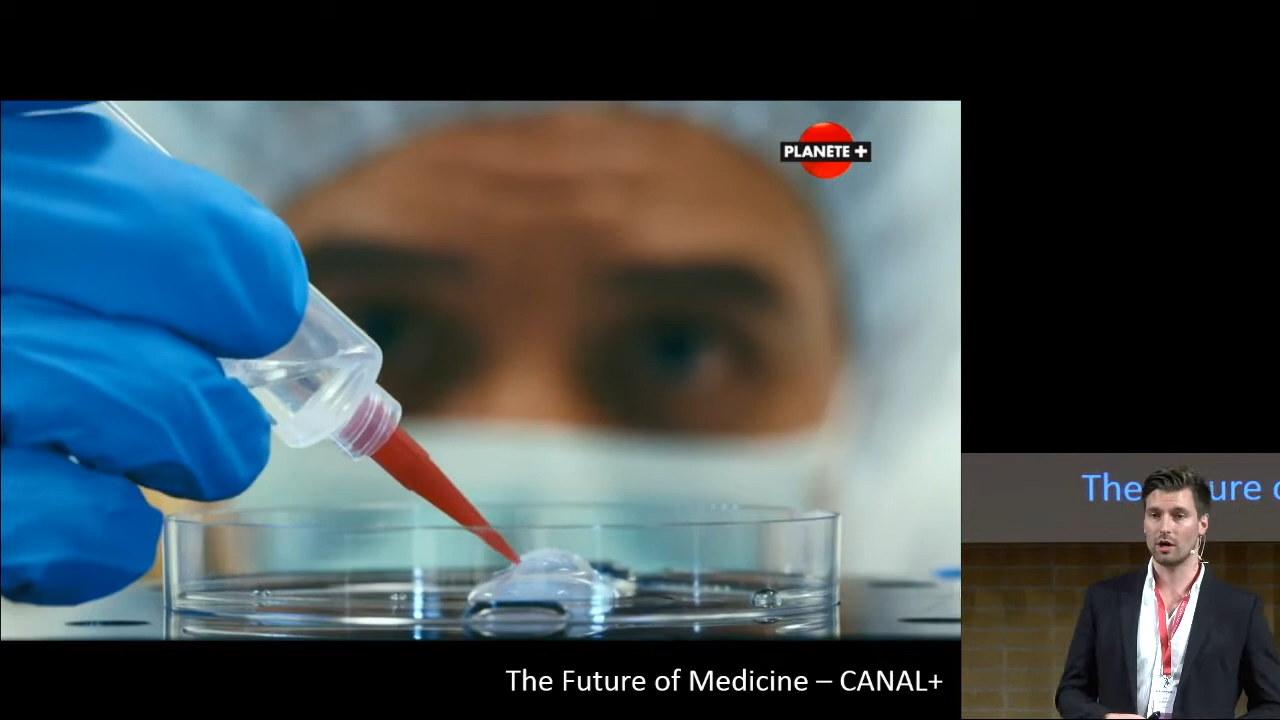 PLANETE +
The Future of Medicine – CANAL+
The ure o